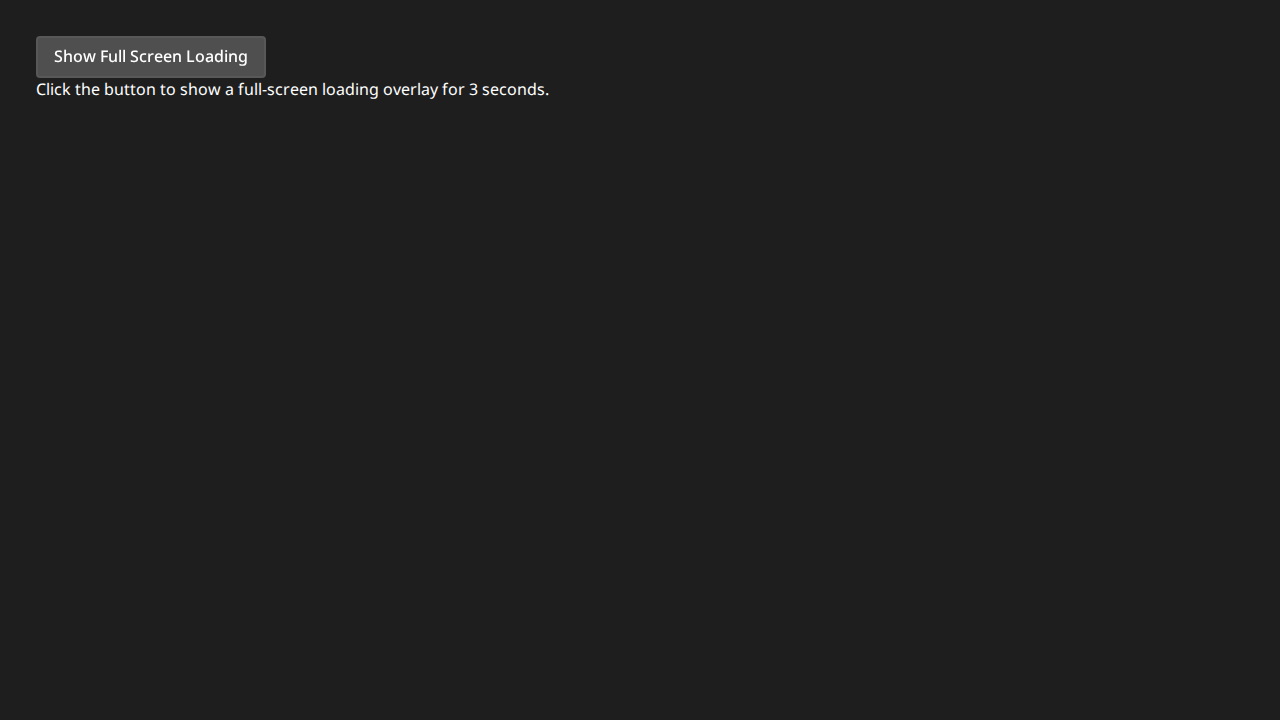 Show Full Screen Loading
Click the button to show a full-screen loading overlay for 3 seconds.